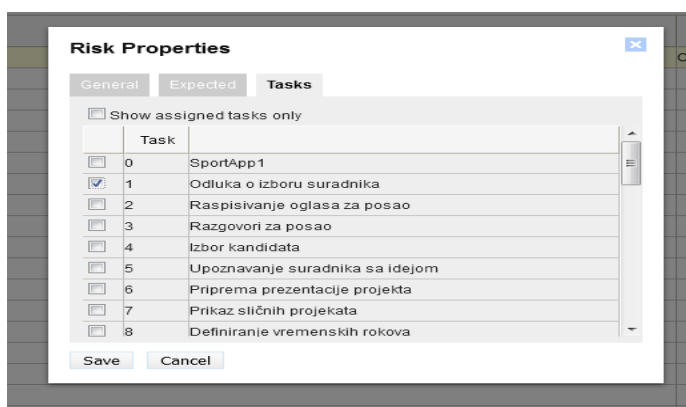 Risk Properties
General Expected Tasks
Show assigned tasks only
Task
0 SportApp1
1 Odluka o izboru suradnika
2 Raspisivanje oglasa za posao
3 Razgovori za posao
4 Izbor kandidata
5 Upoznavanje suradnika sa idejom
6 Priprema prezentacije projekta
7 Prikaz sličnih projekata
8 Definiranje vremenskih rokova
Save Cancel